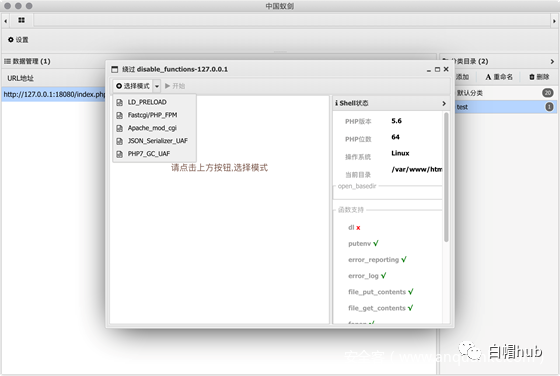 中国蚁剑
设置
数据管理 (1)
URL地址
http://127.0.0.1:18080/index.php
绕过 disable_functions-127.0.0.1
选择模式
开始
LD_PRELOAD
Fastcgi/PHP_FPM
Apache_mod_cgi
JSON_Serializer_UAF
PHP7_GC_UAF
请点击上方按钮,选择模式
Shell状态
PHP版本 5.6
PHP位数 64
操作系统 Linux
当前目录 /var/www/htm
open_basedir
函数支持
dl x
putenv √
error_reporting √
error_log √
file_put_contents √
file_get_contents √
分类目录 (2)
添加 重命名 删除
默认分类 20
test 1
白帽hub